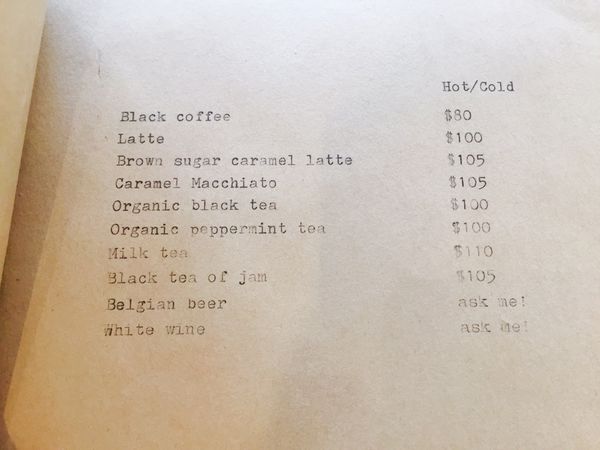 Hot/Cold
Black coffee $80
Latte $100
Brown sugar caramel latte $105
Caramel Macchiato $105
Organic black tea $100
Organic peppermint tea $100
Milk tea $110
Black tea of jam $105
Belgian beer ask me!
White wine ask me!